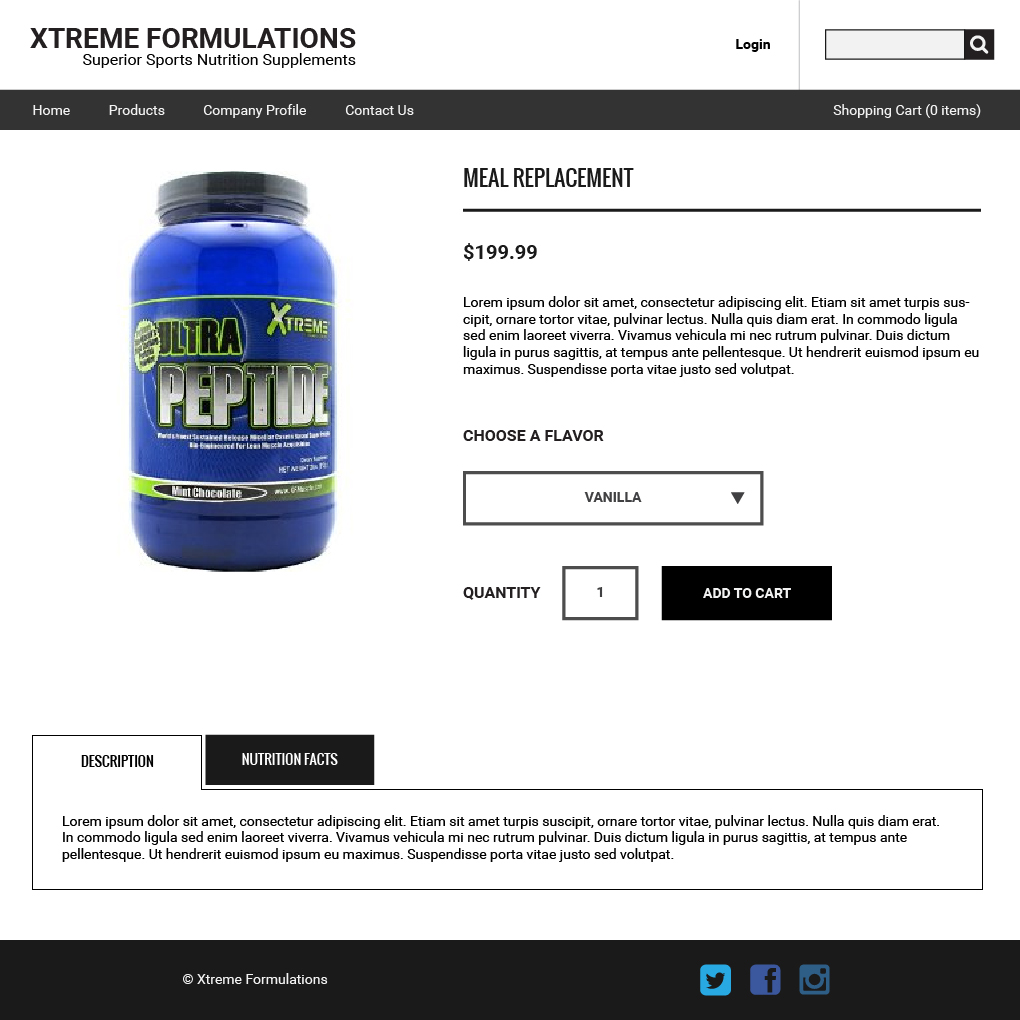 XTREME FORMULATIONS
Superior Sports Nutrition Supplements
Login
Home Products Company Profile Contact Us Shopping Cart (0 items)
XTREME
ULTRA
PEPTIDE
Mint Chocolate
MEAL REPLACEMENT
$199.99
Lorem ipsum dolor sit amet, consectetur adipiscing elit. Etiam sit amet turpis sus-
cipit, ornare tortor vitae, pulvinar lectus. Nulla quis diam erat. In commodo ligula
sed enim laoreet viverra. Vivamus vehicula mi nec rutrum pulvinar. Duis dictum
ligula in purus sagittis, at tempus ante pellentesque. Ut hendrerit euismod ipsum eu
maximus. Suspendisse porta vitae justo sed volutpat.
CHOOSE A FLAVOR
VANILLA
QUANTITY 1 ADD TO CART
DESCRIPTION NUTRITION FACTS
Lorem ipsum dolor sit amet, consectetur adipiscing elit. Etiam sit amet turpis suscipit, ornare tortor vitae, pulvinar lectus. Nulla quis diam erat.
In commodo ligula sed enim laoreet viverra. Vivamus vehicula mi nec rutrum pulvinar. Duis dictum ligula in purus sagittis, at tempus ante
pellentesque. Ut hendrerit euismod ipsum eu maximus. Suspendisse porta vitae justo sed volutpat.
© Xtreme Formulations